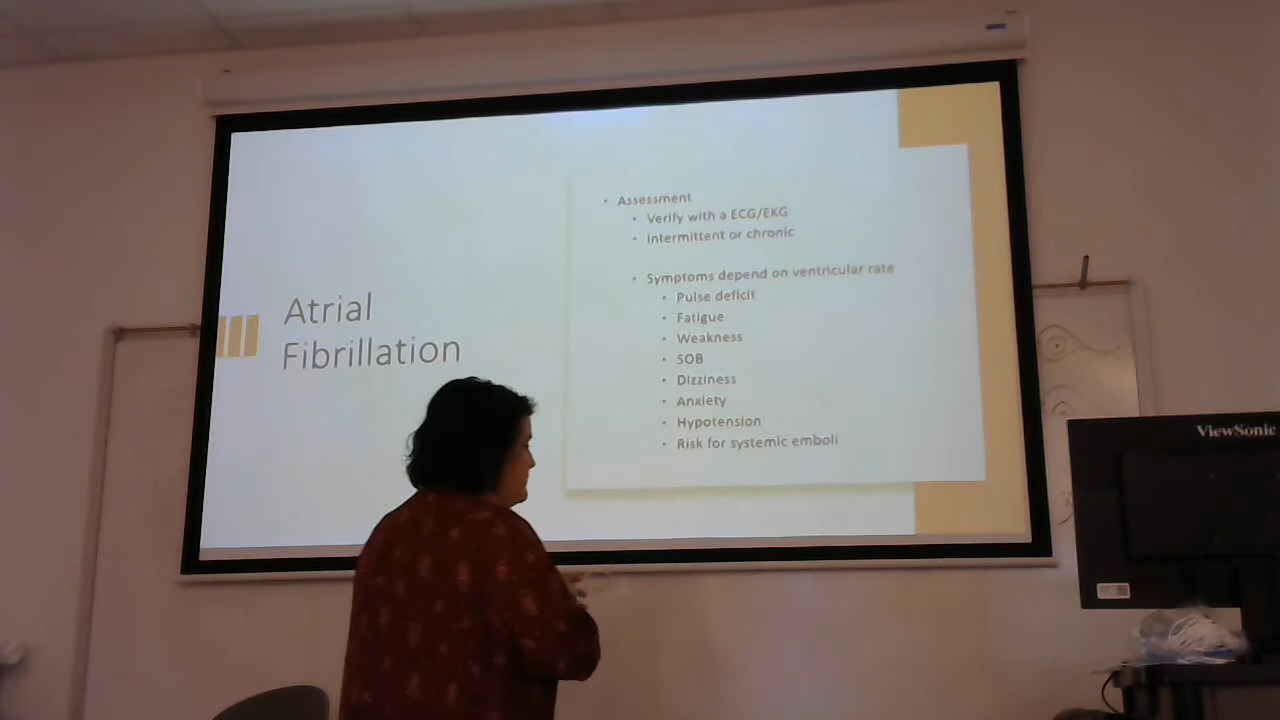 Atrial
Fibrillation
• Assessment
• Verify with a ECG/EKG
• Intermittent or chronic
• Symptoms depend on ventricular rate
• Pulse deficit
• Fatigue
• Weakness
• SOB
• Dizziness
• Anxiety
• Hypotension
• Risk for systemic emboli
ViewSonic